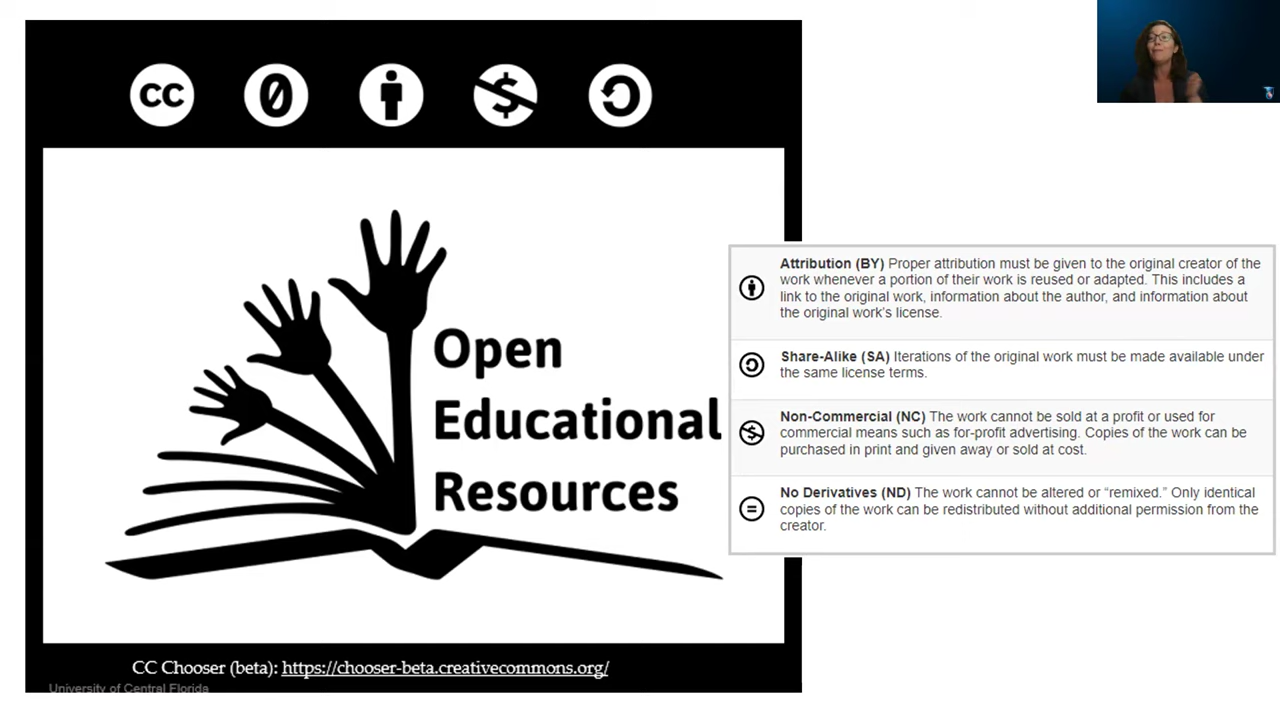 CC 0 $
Open
Educational
Resources
Attribution (BY) Proper attribution must be given to the original creator of the
work whenever a portion of their work is reused or adapted. This includes a
link to the original work, information about the author, and information about
the original work's license.
Share-Alike (SA) Iterations of the original work must be made available under
the same license terms.
Non-Commercial (NC) The work cannot be sold at a profit or used for
commercial means such as for-profit advertising. Copies of the work can be
purchased in print and given away or sold at cost.
No Derivatives (ND) The work cannot be altered or “remixed.” Only identical
copies of the work can be redistributed without additional permission from the
creator.
CC Chooser (beta): https://chooser-beta.creativecommons.org/
University of Central Florida